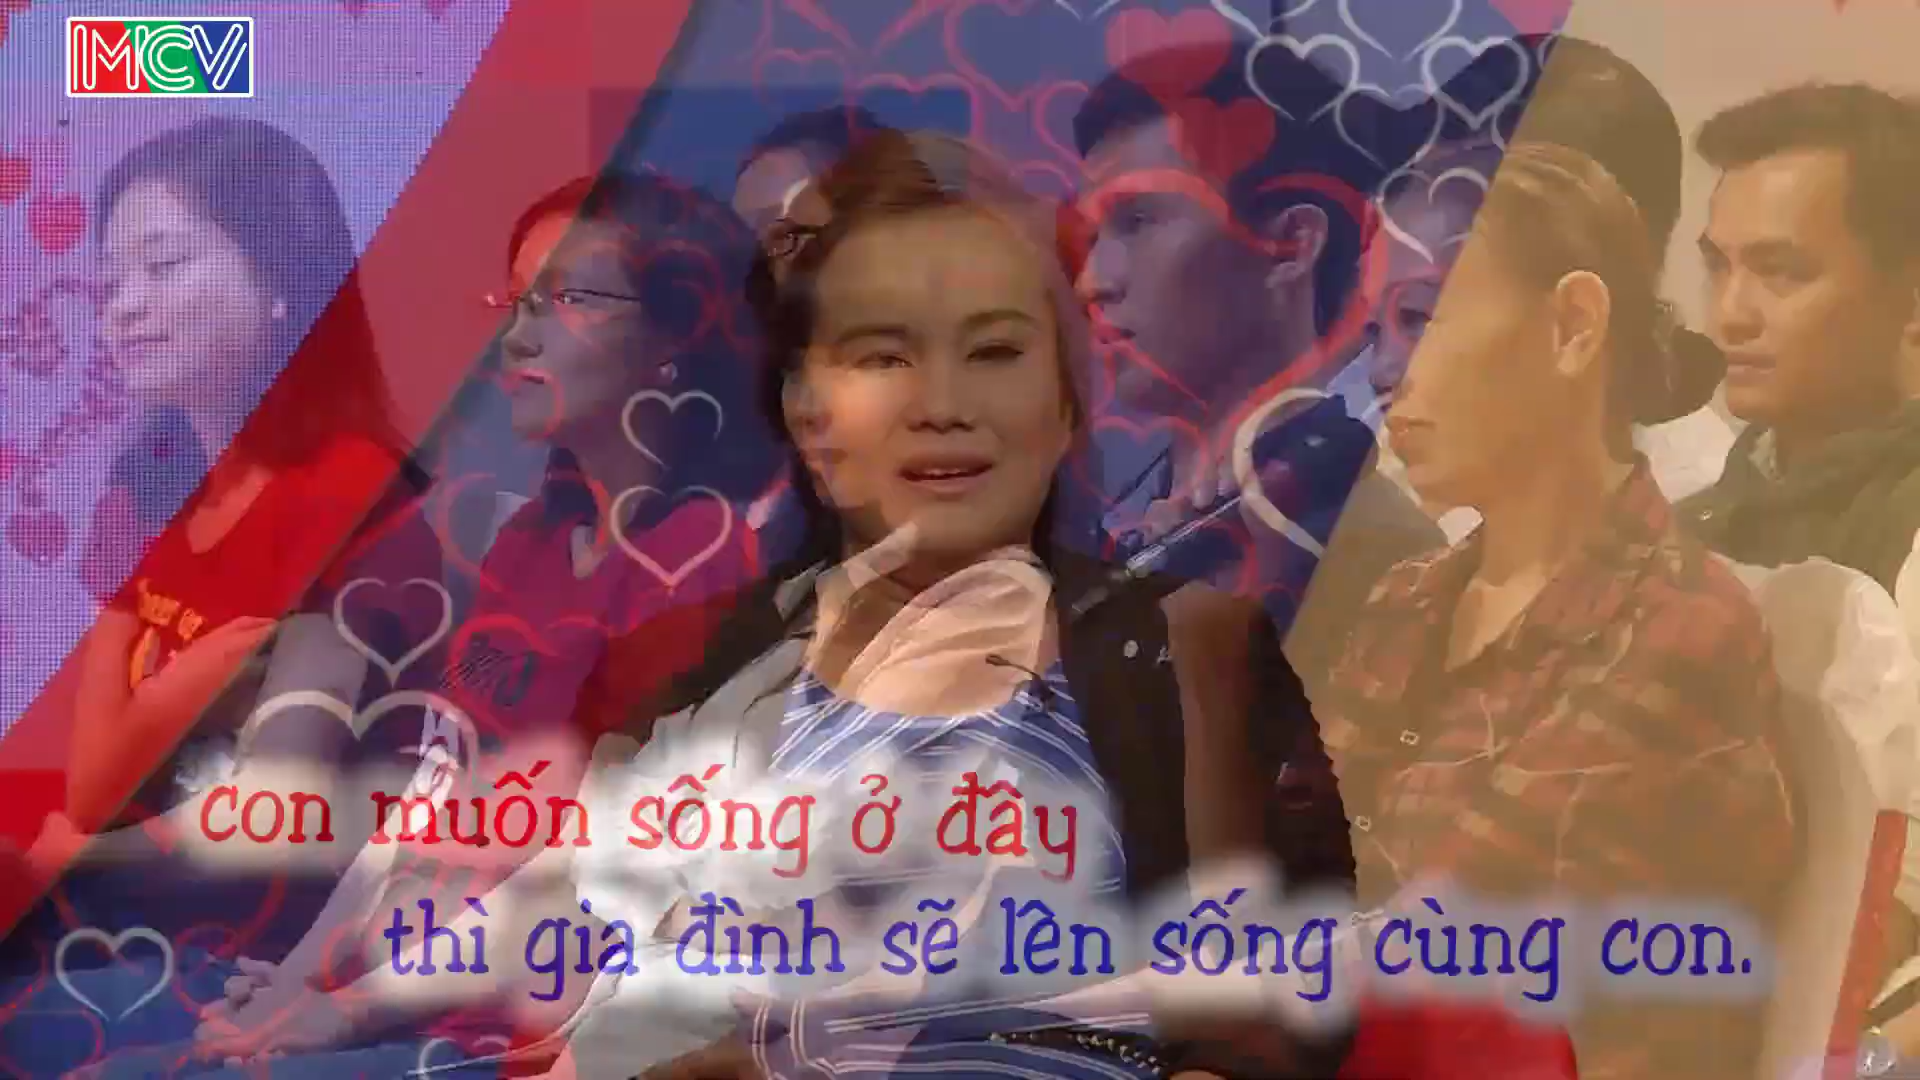 MCV
con muốn sống ở đây
thì gia đình sẽ lên sống cùng con.